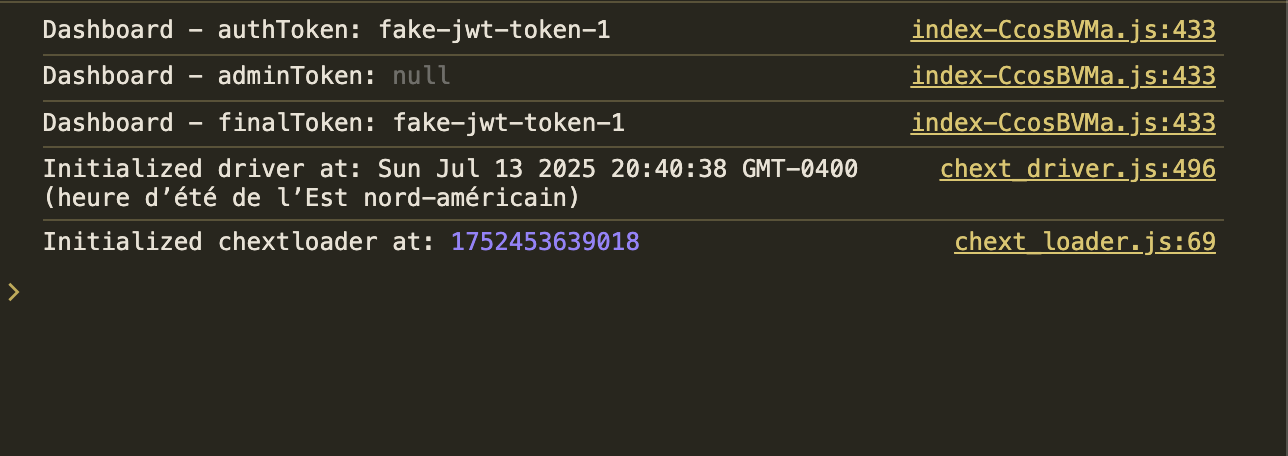 Dashboard – authToken: fake-jwt-token-1 index-CcosBVMa.js:433
Dashboard – adminToken: null index-CcosBVMa.js:433
Dashboard – finalToken: fake-jwt-token-1 index-CcosBVMa.js:433
Initialized driver at: Sun Jul 13 2025 20:40:38 GMT-0400 chext_driver.js:496
(heure d’été de l’Est nord-américain)
Initialized chextloader at: 1752453639018 chext_loader.js:69